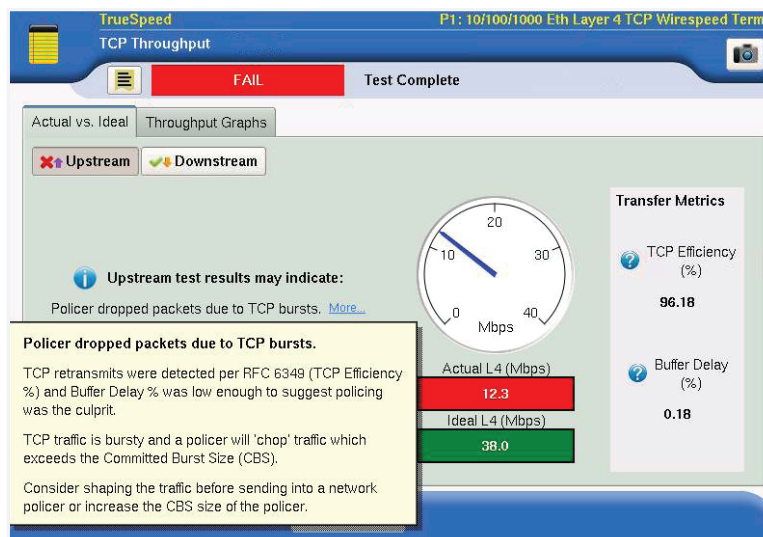 TrueSpeed
P1: 10/100/1000 Eth Layer 4 TCP Wirespeed Term
TCP Throughput
FAIL
Test Complete
Actual vs. Ideal
Throughput Graphs
Upstream
Downstream
Upstream test results may indicate:
Policer dropped packets due to TCP bursts. More...
Policer dropped packets due to TCP bursts.
TCP retransmits were detected per RFC 6349 (TCP Efficiency
%) and Buffer Delay % was low enough to suggest policing
was the culprit.
TCP traffic is bursty and a policer will 'chop' traffic which
exceeds the Committed Burst Size (CBS).
Consider shaping the traffic before sending into a network
policer or increase the CBS size of the policer.
20
10
30
0
40
Mbps
Actual L4 (Mbps)
12.3
Ideal L4 (Mbps)
38.0
Transfer Metrics
TCP Efficiency
(%)
96.18
Buffer Delay
(%)
0.18